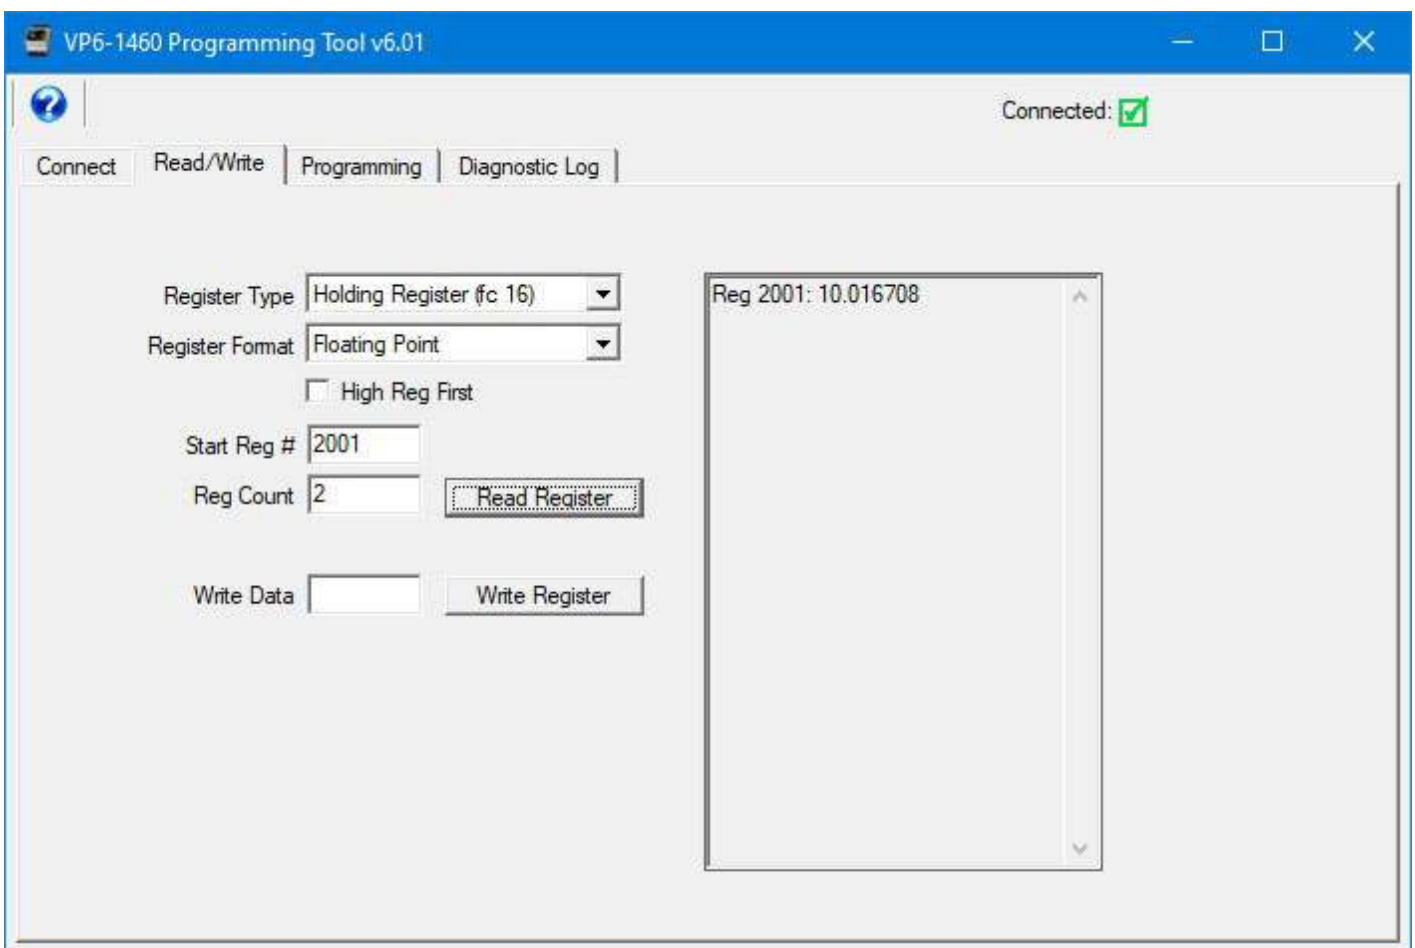 VP6-1460 Programming Tool v6.01
Connected:
Connect Read/Write Programming Diagnostic Log
Register Type Holding Register (fc 16)
Register Format Floating Point
High Reg First
Start Reg # 2001
Reg Count 2 Read Register
Write Data Write Register
Reg 2001: 10.016708